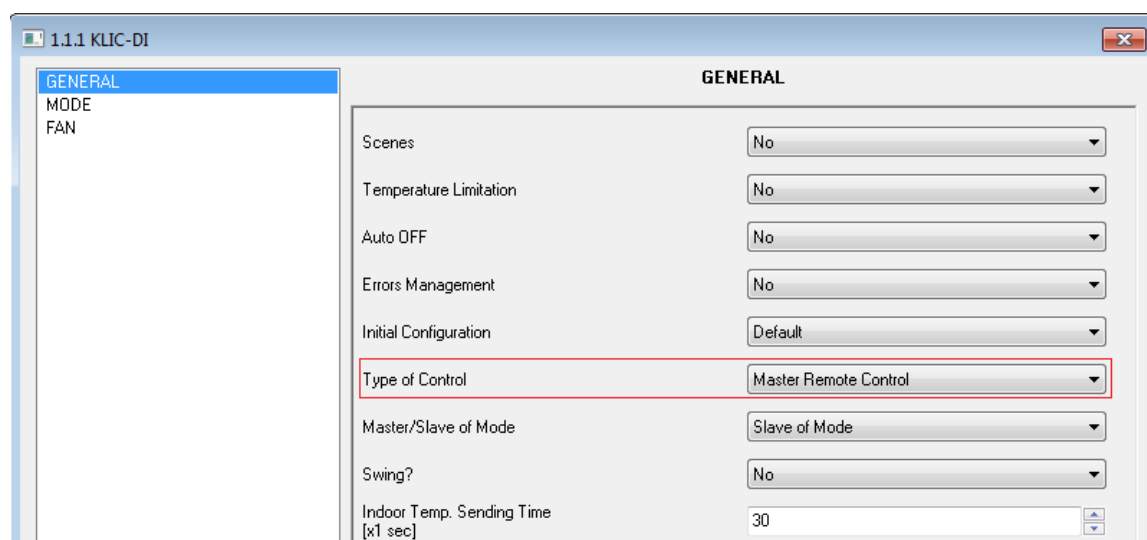 1.1.1 KLIC-DI
GENERAL
MODE
FAN
GENERAL
Scenes No
Temperature Limitation No
Auto OFF No
Errors Management No
Initial Configuration Default
Type of Control Master Remote Control
Master/Slave of Mode Slave of Mode
Swing? No
Indoor Temp. Sending Time 30
[x1 sec]